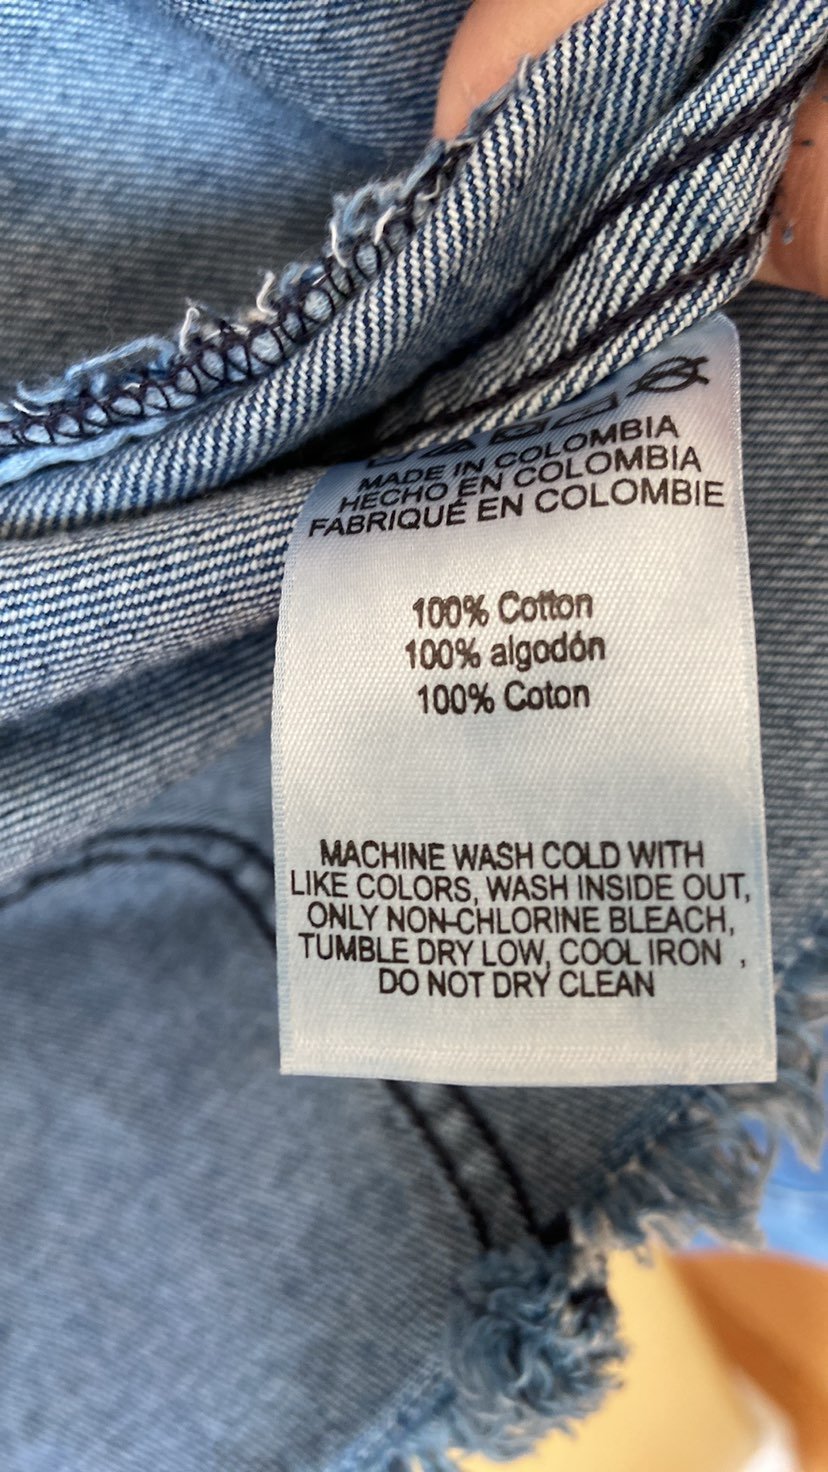 MADE IN COLOMBIA
HECHO EN COLOMBIA
FABRIQUÉ EN COLOMBIE
100% Cotton
100% algodón
100% Coton
MACHINE WASH COLD WITH
LIKE COLORS, WASH INSIDE OUT,
ONLY NON-CHLORINE BLEACH,
TUMBLE DRY LOW, COOL IRON ,
DO NOT DRY CLEAN